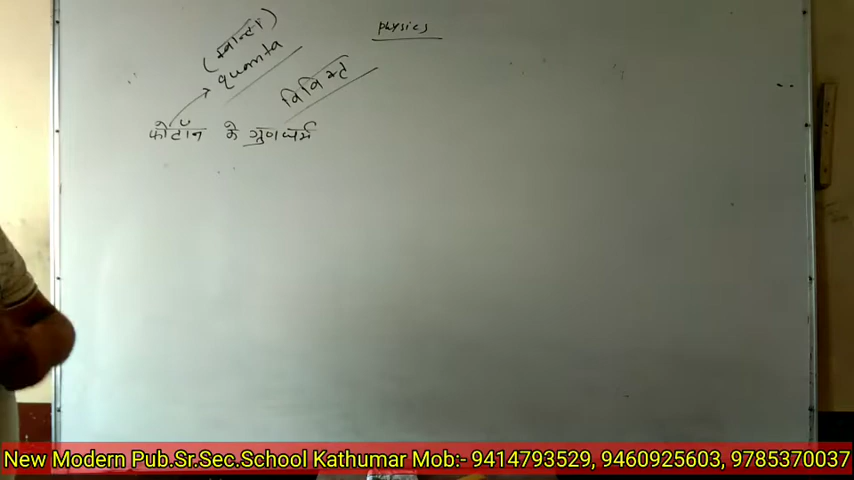 physics
(क्वान्टा)
quanta
फोटॉन के गुणधर्म
New Modern Pub.Sr.Sec.School Kathumar Mob:- 9414793529, 9460925603, 9785370037